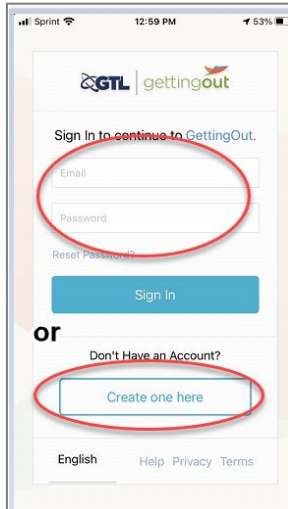 Sprint 12:59 PM 53%
GTL | gettingout
Sign In to continue to GettingOut.
Email
Password
Reset Password?
Sign In
or
Don't Have an Account?
Create one here
English Help Privacy Terms